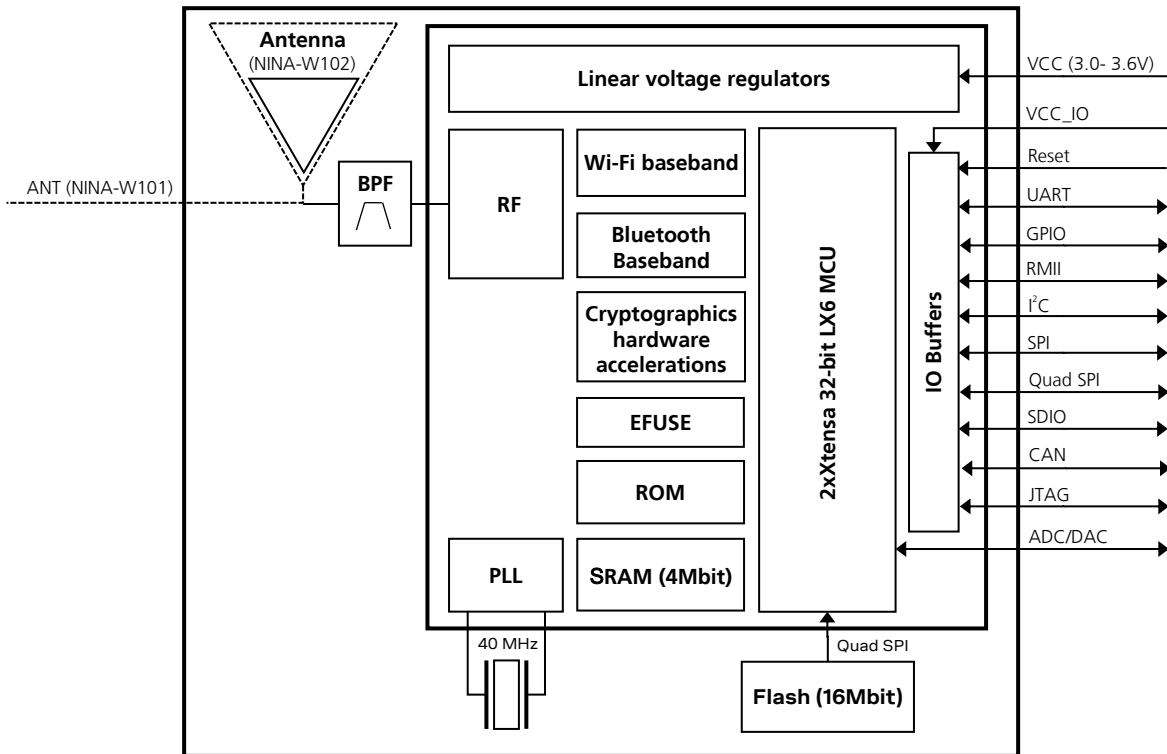 Antenna
(NINA-W102)
ANT (NINA-W101)
BPF
Linear voltage regulators
RF
Wi-Fi baseband
Bluetooth
Baseband
Cryptographics
hardware
accelerations
EFUSE
ROM
SRAM (4Mbit)
PLL
40 MHz
2xXtensa 32-bit LX6 MCU
IO Buffers
Quad SPI
Flash (16Mbit)
VCC (3.0- 3.6V)
VCC_IO
Reset
UART
GPIO
RMII
I²C
SPI
Quad SPI
SDIO
CAN
JTAG
ADC/DAC